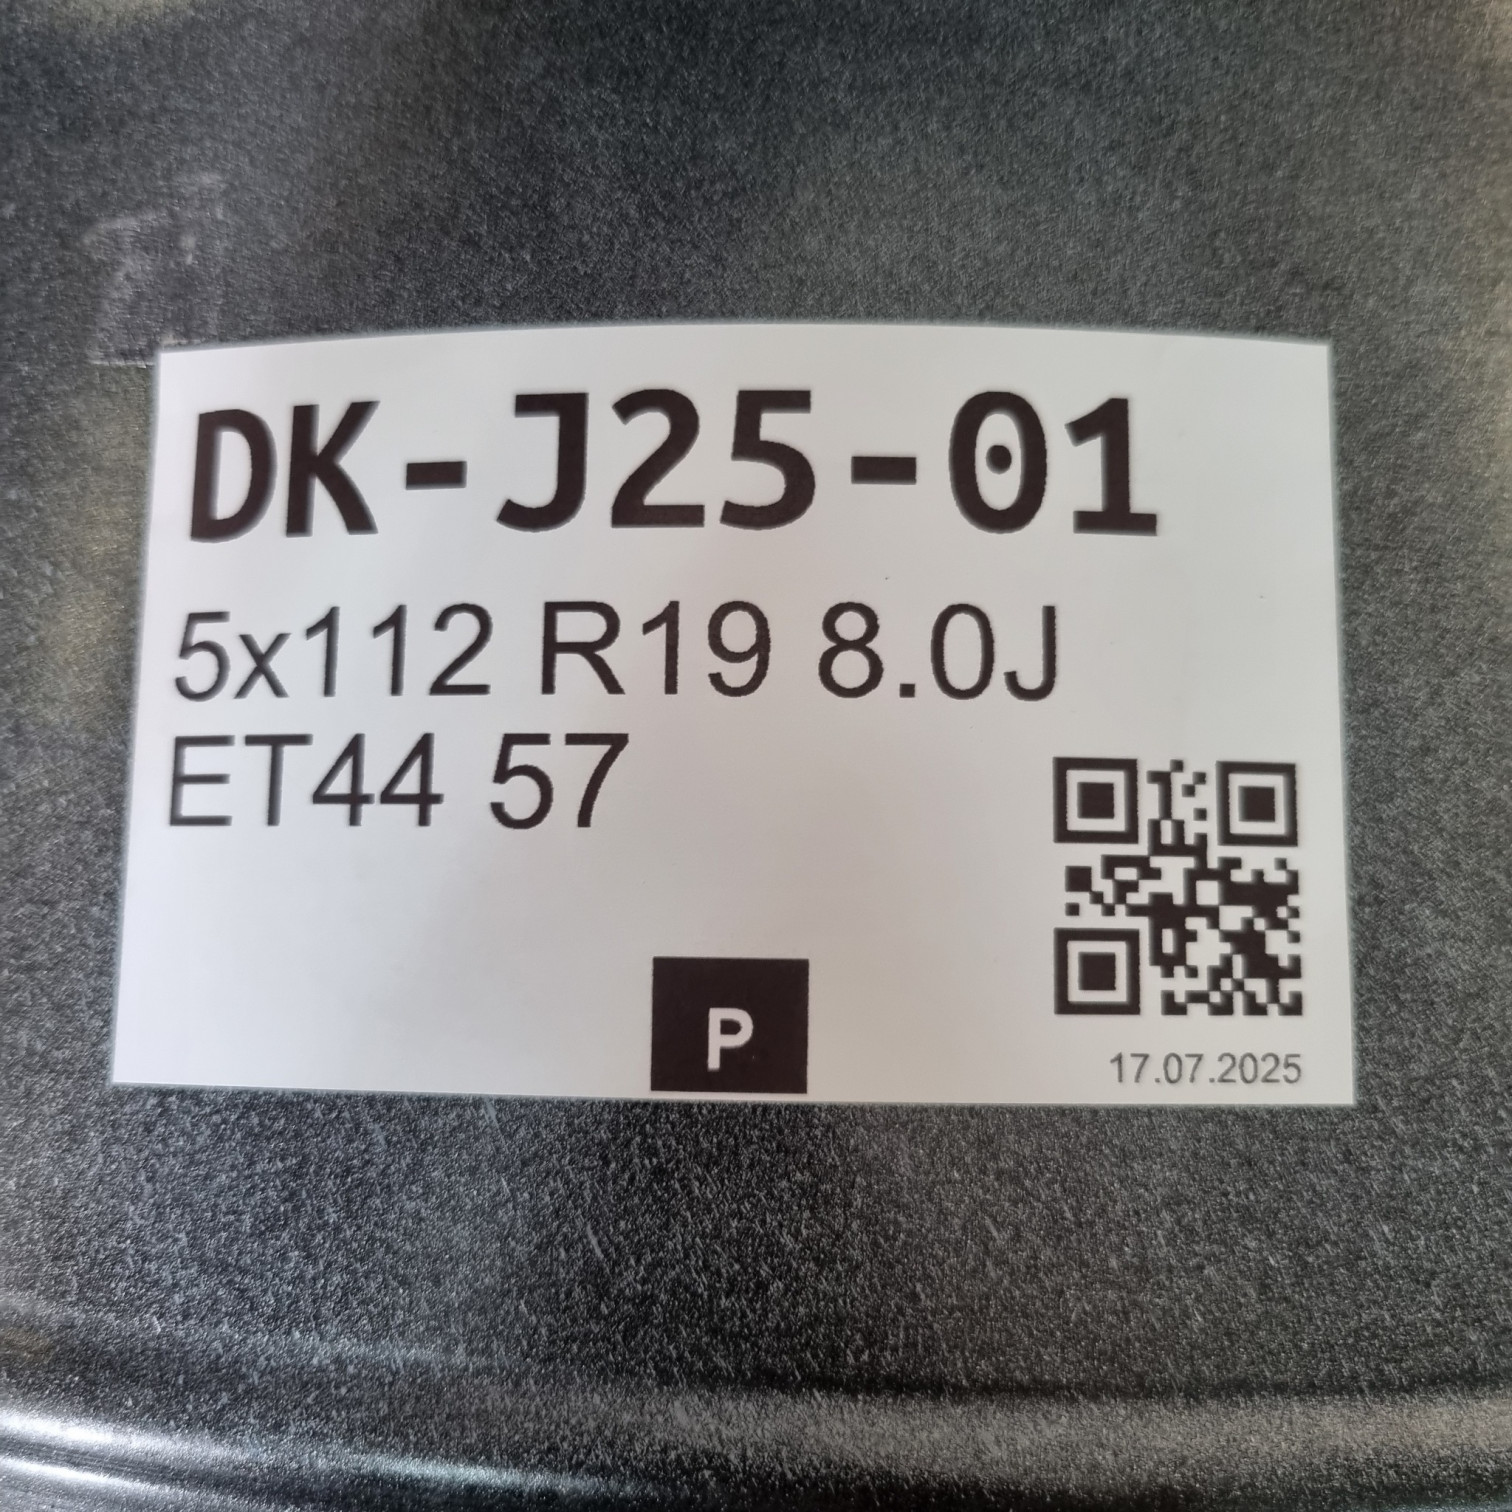 DK-J25-01
5x112 R19 8.0J
ET44 57
P
17.07.2025